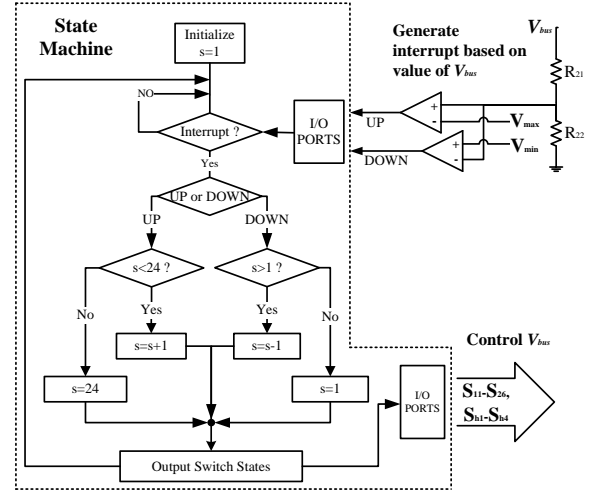 State
Machine
Initialize
s=1
NO
Interrupt ?
Yes
UP or DOWN
UP
DOWN
s<24 ?
s>1 ?
No
Yes
Yes
No
s=s+1
s=s-1
s=24
s=1
Output Switch States
I/O
PORTS
Generate
interrupt based on
value of Vbus
Vbus
R21
R22
UP
DOWN
+
-
Vmax
Vmin
+
-
I/O
PORTS
Control Vbus
S11-S26,
Sh1-Sh4